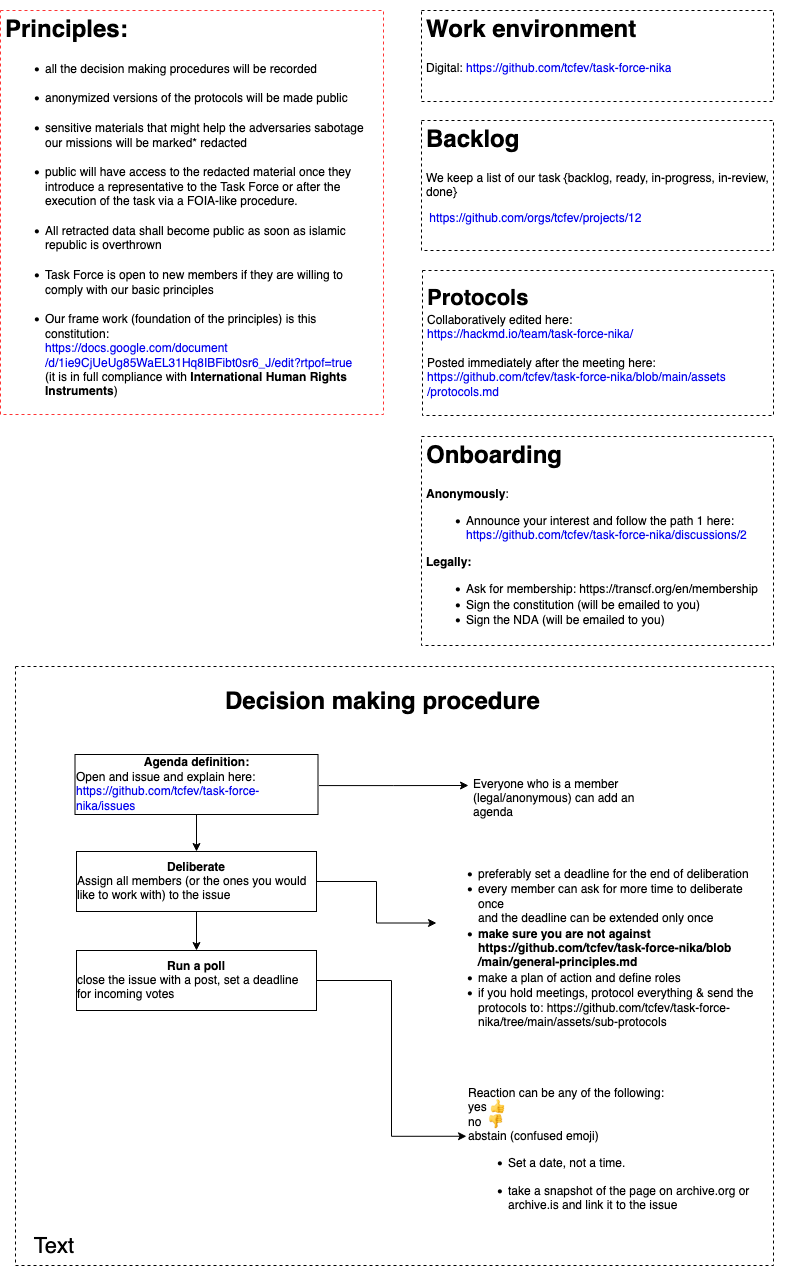 Principles:
all the decision making procedures will be recorded
anonymized versions of the protocols will be made public
sensitive materials that might help the adversaries sabotage
our missions will be marked* redacted
public will have access to the redacted material once they
introduce a representative to the Task Force or after the
execution of the task via a FOIA-like procedure.
All retracted data shall become public as soon as islamic
republic is overthrown
Task Force is open to new members if they are willing to
comply with our basic principles
Our frame work (foundation of the principles) is this
constitution:
https://docs.google.com/document
/d/1ie9CjUeUg85WaEL31Hq8IBFibt0sr6_J/edit?rtpof=true
(it is in full compliance with International Human Rights
Instruments)
Work environment
Digital: https://github.com/tcfev/task-force-nika
Backlog
We keep a list of our task {backlog, ready, in-progress, in-review,
done}
https://github.com/orgs/tcfev/projects/12
Protocols
Collaboratively edited here:
https://hackmd.io/team/task-force-nika/
Posted immediately after the meeting here:
https://github.com/tcfev/task-force-nika/blob/main/assets
/protocols.md
Onboarding
Anonymously:
Announce your interest and follow the path 1 here:
https://github.com/tcfev/task-force-nika/discussions/2
Legally:
Ask for membership: https://transcf.org/en/membership
Sign the constitution (will be emailed to you)
Sign the NDA (will be emailed to you)
Decision making procedure
Agenda definition:
Open and issue and explain here:
https://github.com/tcfev/task-force-
nika/issues
Everyone who is a member
(legal/anonymous) can add an
agenda
Deliberate
Assign all members (or the ones you would
like to work with) to the issue
preferably set a deadline for the end of deliberation
every member can ask for more time to deliberate
once
and the deadline can be extended only once
make sure you are not against
https://github.com/tcfev/task-force-nika/blob
/main/general-principles.md
make a plan of action and define roles
if you hold meetings, protocol everything & send the
protocols to: https://github.com/tcfev/task-force-
nika/tree/main/assets/sub-protocols
Run a poll
close the issue with a post, set a deadline
for incoming votes
Reaction can be any of the following:
yes 👍
no 👎
abstain (confused emoji)
Set a date, not a time.
take a snapshot of the page on archive.org or
archive.is and link it to the issue
Text